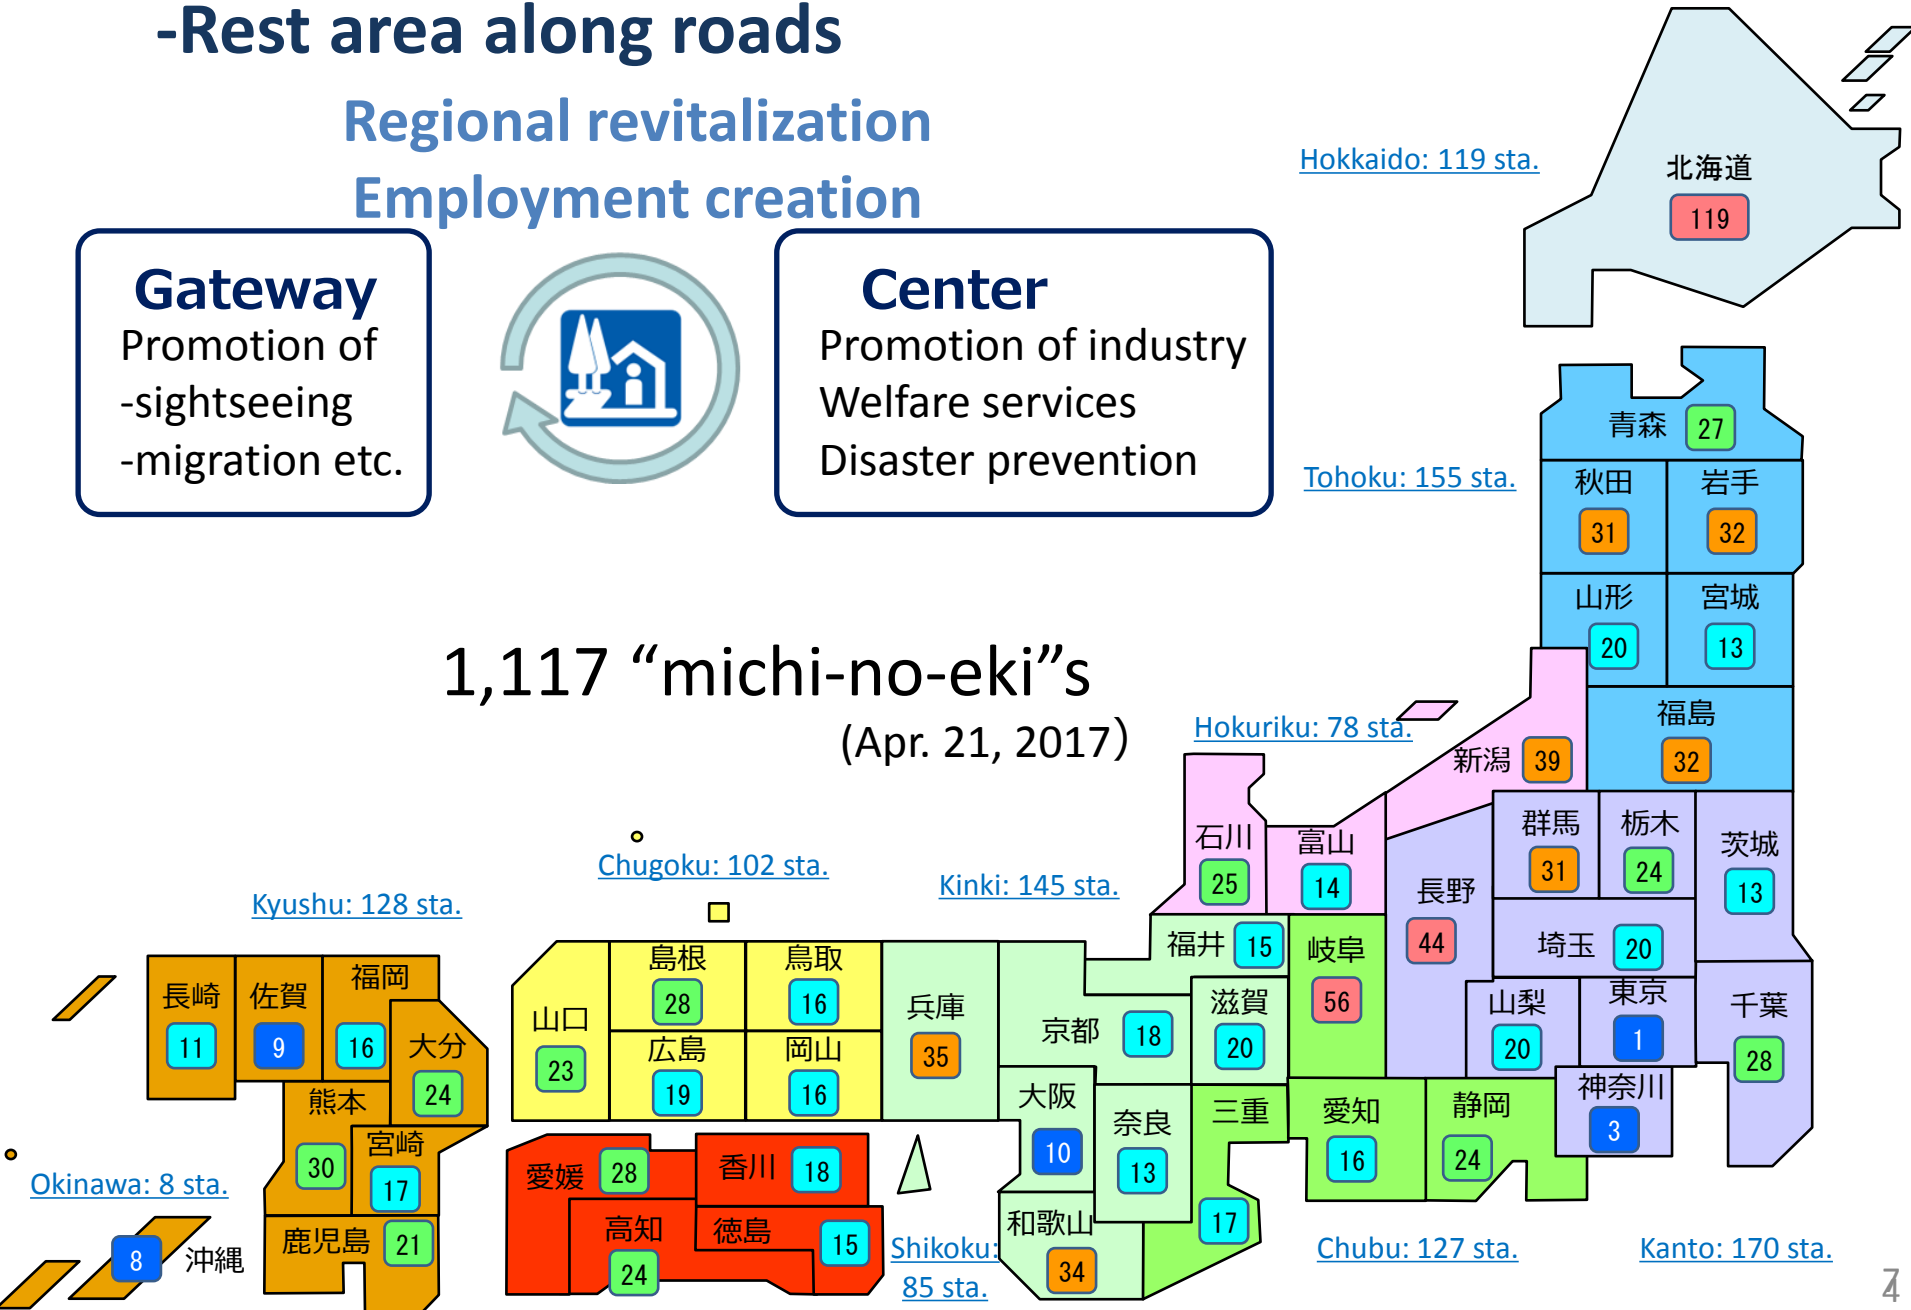 -Rest area along roads
Regional revitalization
Employment creation
Gateway
Promotion of
-sightseeing
-migration etc.
Center
Promotion of industry
Welfare services
Disaster prevention
1,117 “michi-no-eki”s
(Apr. 21, 2017）
Hokkaido: 119 sta.
北海道
119
Tohoku: 155 sta.
青森 27
秋田
31
岩手
32
山形
20
宮城
13
福島
32
Hokuriku: 78 sta.
新潟 39
石川
25
富山
14
群馬
31
栃木
24
茨城
13
長野
44
埼玉 20
山梨
20
東京
1
千葉
28
神奈川
3
Kanto: 170 sta.
岐阜
56
三重
17
愛知
16
静岡
24
Chubu: 127 sta.
Kinki: 145 sta.
福井 15
滋賀
20
京都 18
兵庫
35
大阪
10
奈良
13
和歌山
34
Chugoku: 102 sta.
島根
28
鳥取
16
山口
23
広島
19
岡山
16
愛媛 28
香川 18
高知
24
徳島 15
Shikoku:
85 sta.
Kyushu: 128 sta.
長崎
11
佐賀
9
福岡
16
大分
24
熊本
30
宮崎
17
鹿児島 21
Okinawa: 8 sta.
8 沖縄